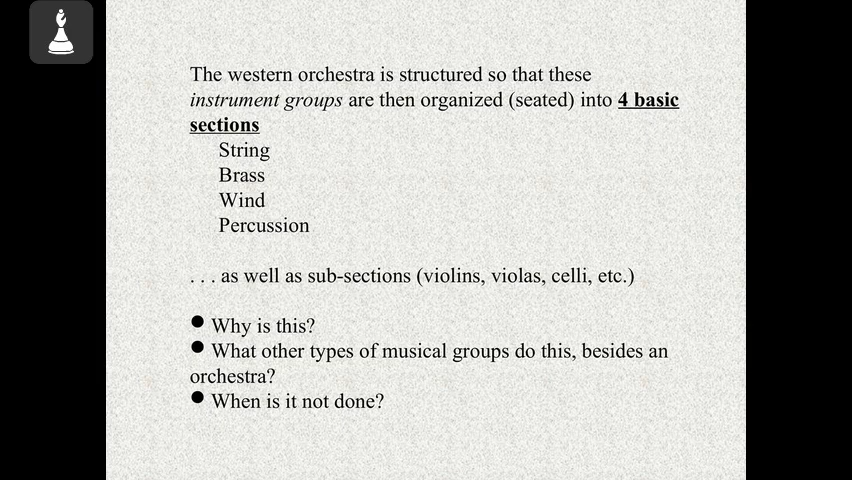 The western orchestra is structured so that these
instrument groups are then organized (seated) into 4 basic
sections
String
Brass
Wind
Percussion
. . . as well as sub-sections (violins, violas, celli, etc.)
● Why is this?
● What other types of musical groups do this, besides an
orchestra?
● When is it not done?